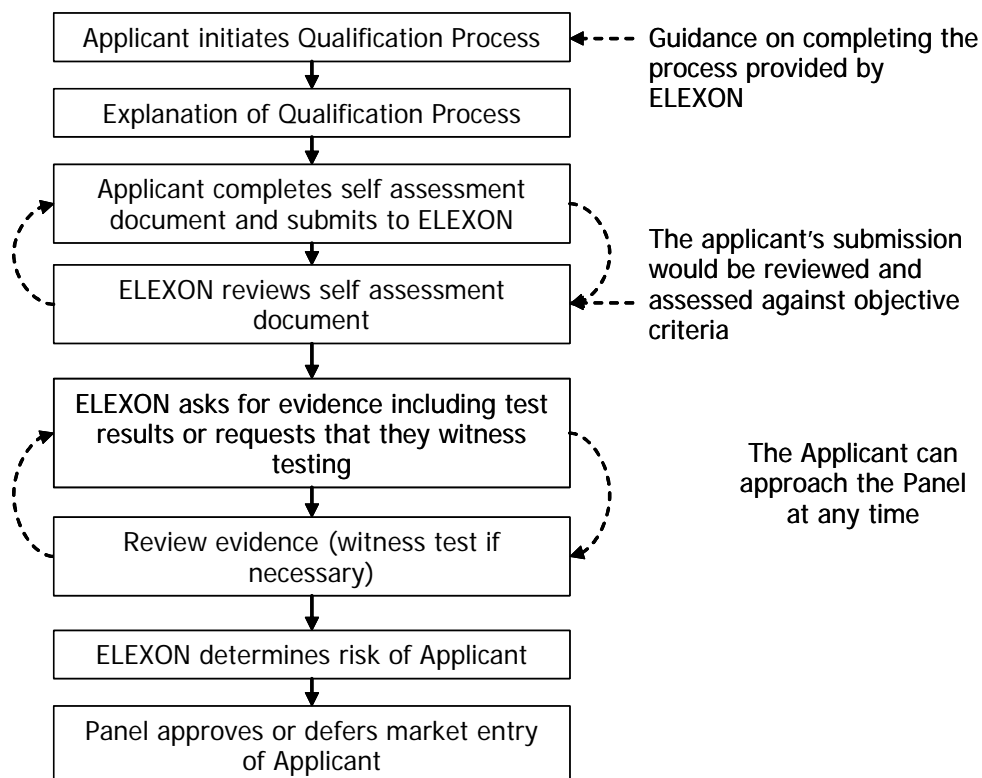 Applicant initiates Qualification Process
Guidance on completing the
process provided by
ELEXON
Explanation of Qualification Process
Applicant completes self assessment
document and submits to ELEXON
The applicant's submission
would be reviewed and
assessed against objective
criteria
ELEXON reviews self assessment
document
ELEXON asks for evidence including test
results or requests that they witness
testing
The Applicant can
approach the Panel
at any time
Review evidence (witness test if
necessary)
ELEXON determines risk of Applicant
Panel approves or defers market entry
of Applicant